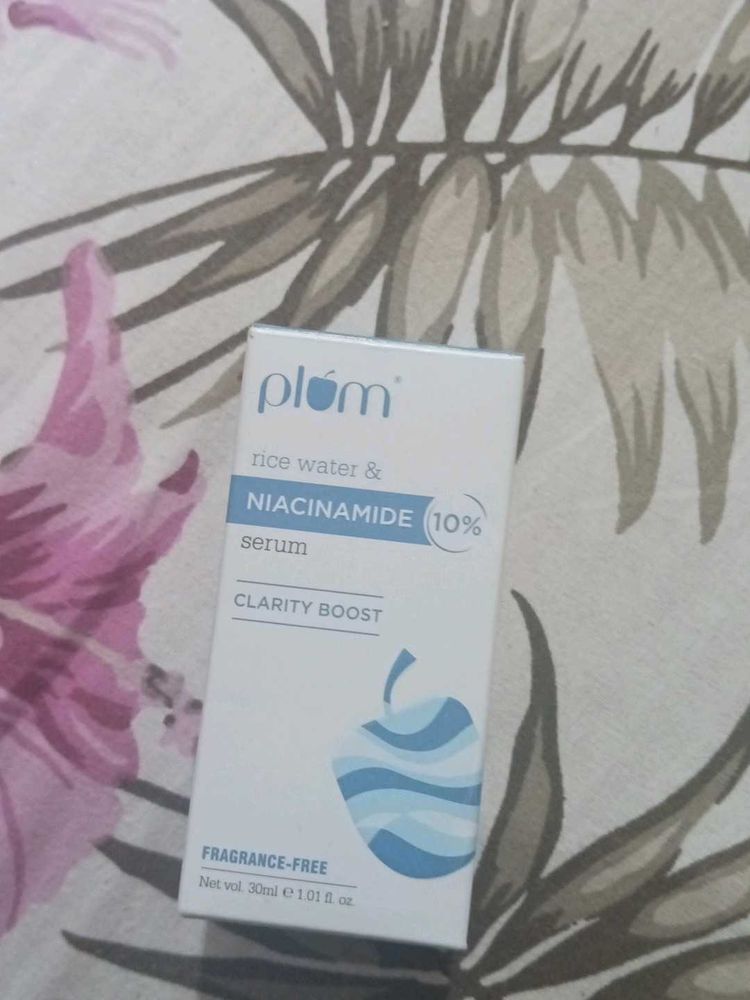 plum®
rice water &
NIACINAMIDE 10%
serum
CLARITY BOOST
FRAGRANCE-FREE
Net vol. 30ml ℮ 1.01 fl. oz.